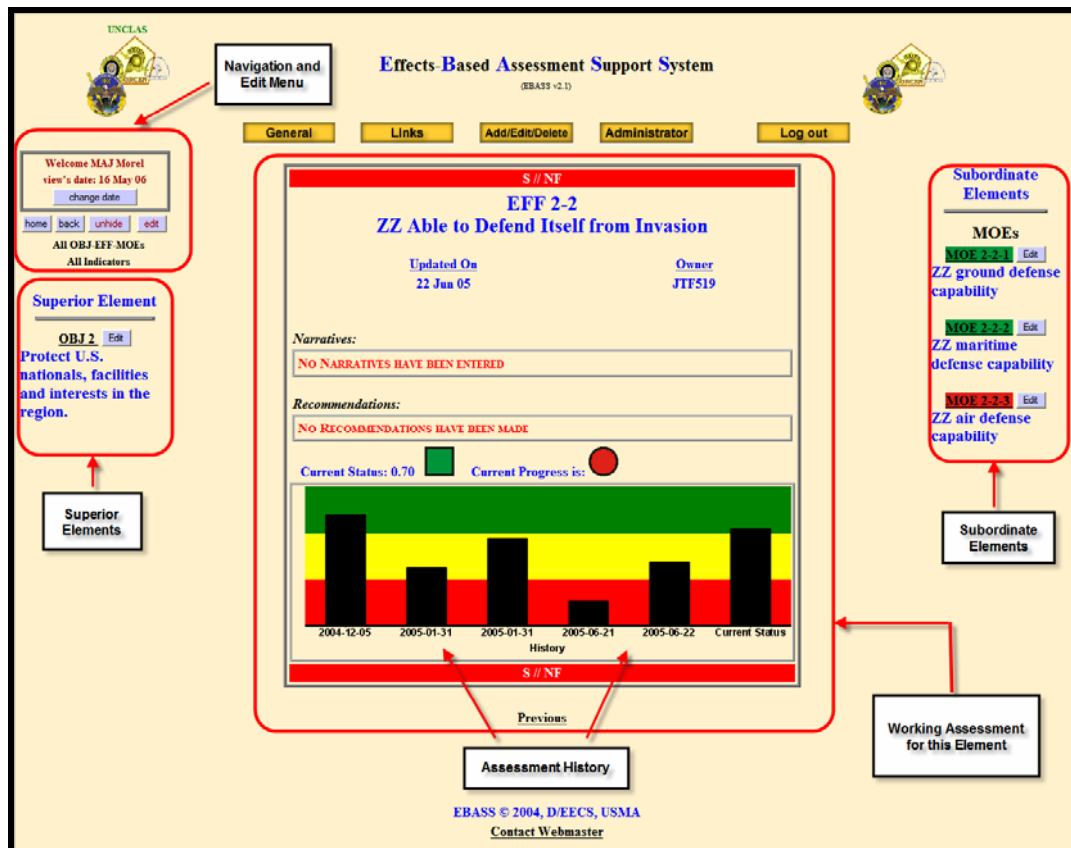 UNCLAS
Navigation and
Edit Menu
Effects-Based Assessment Support System
(EBASS v2.1)
General
Links
Add/Edit/Delete
Administrator
Log out
Welcome MAJ Morel
view's date: 16 May 06
change date
home back unhide edit
All OBJ-EFF-MOEs
All Indicators
Superior Element
OBJ 2 Edit
Protect U.S.
nationals, facilities
and interests in the
region.
Superior
Elements
S // NF
EFF 2-2
ZZ Able to Defend Itself from Invasion
Updated On
22 Jun 05
Owner
JTF519
Narratives:
NO NARRATIVES HAVE BEEN ENTERED
Recommendations:
NO RECOMMENDATIONS HAVE BEEN MADE
Current Status: 0.70
Current Progress is:
2004-12-05 2005-01-31 2005-01-31 2005-06-21 2005-06-22 Current Status
History
S // NF
Previous
Assessment History
Subordinate
Elements
MOEs
MOE 2-2-1 Edit
ZZ ground defense
capability
MOE 2-2-2 Edit
ZZ maritime
defense capability
MOE 2-2-3 Edit
ZZ air defense
capability
Subordinate
Elements
Working Assessment
for this Element
EBASS © 2004, D/EECS, USMA
Contact Webmaster